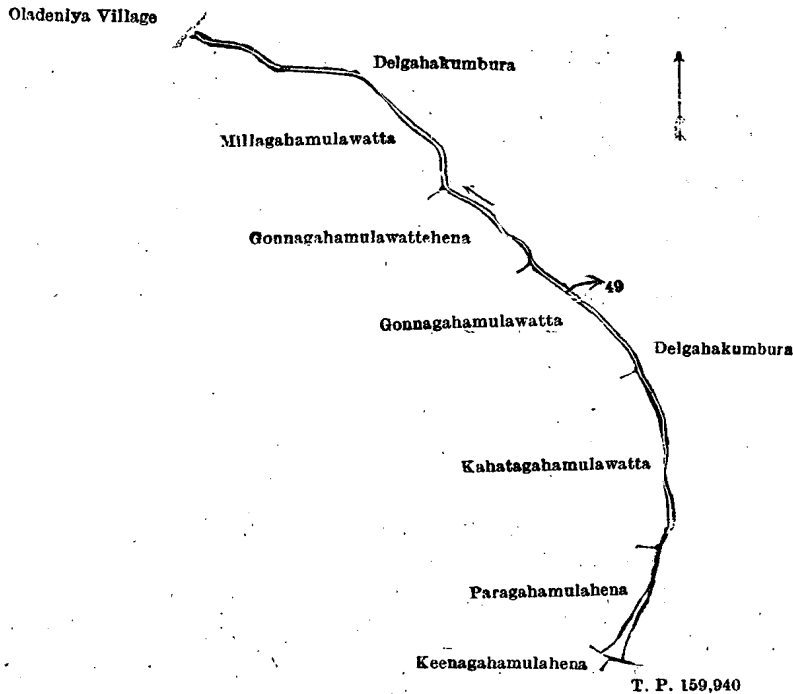 Oladeniya Village
Delgahakumbura
Millagahamulawatta
Gonnagahamulawattehena
49
Gonnagahamulawatta
Delgahakumbura
Kahatagahamulawatta
Paragahamulahena
Keenagahamulahena
T. P. 159,940